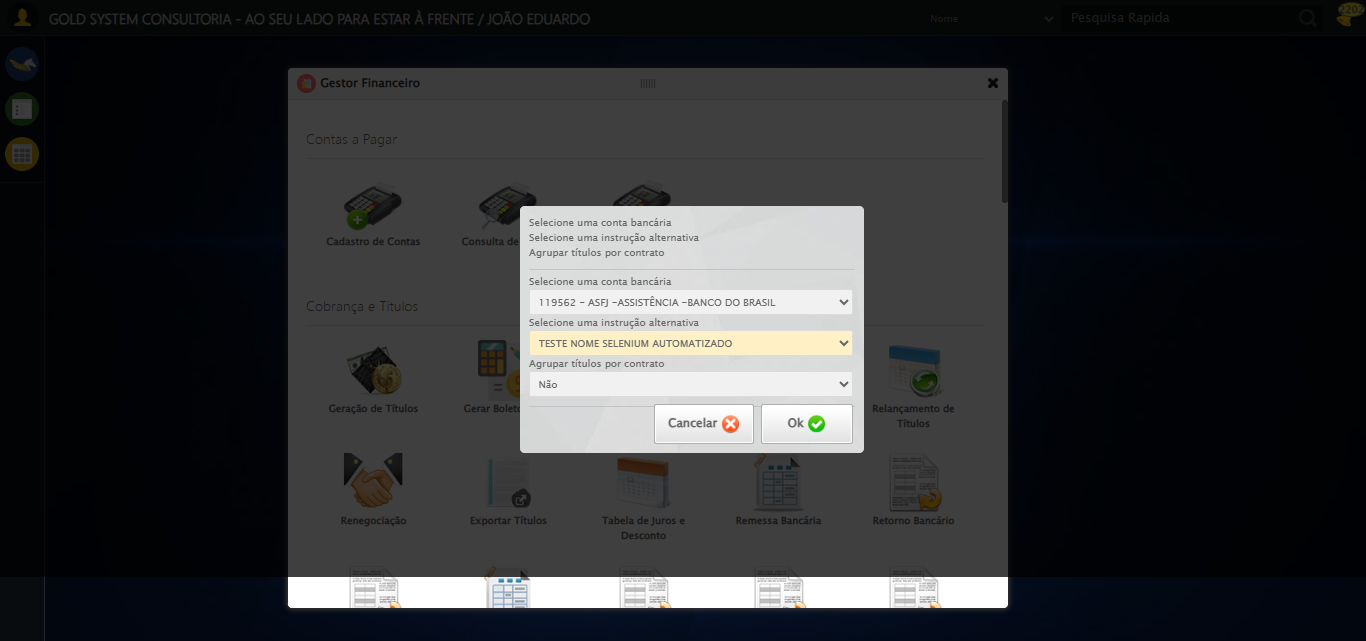 GOLD SYSTEM CONSULTORIA - AO SEU LADO PARA ESTAR À FRENTE / JOÃO EDUARDO
Nome
Pesquisa Rapida
Gestor Financeiro
Contas a Pagar
Cadastro de Contas
Consulta de
Selecione uma conta bancária
Selecione uma instrução alternativa
Agrupar títulos por contrato
Selecione uma conta bancária
119562 - ASFJ -ASSISTÊNCIA -BANCO DO BRASIL
Selecione uma instrução alternativa
TESTE NOME SELENIUM AUTOMATIZADO
Agrupar títulos por contrato
Não
Cancelar
Ok
Cobrança e Títulos
Geração de Títulos
Gerar Bolet
Relançamento de
Títulos
Renegociação
Exportar Títulos
Tabela de Juros e
Desconto
Remessa Bancária
Retorno Bancário